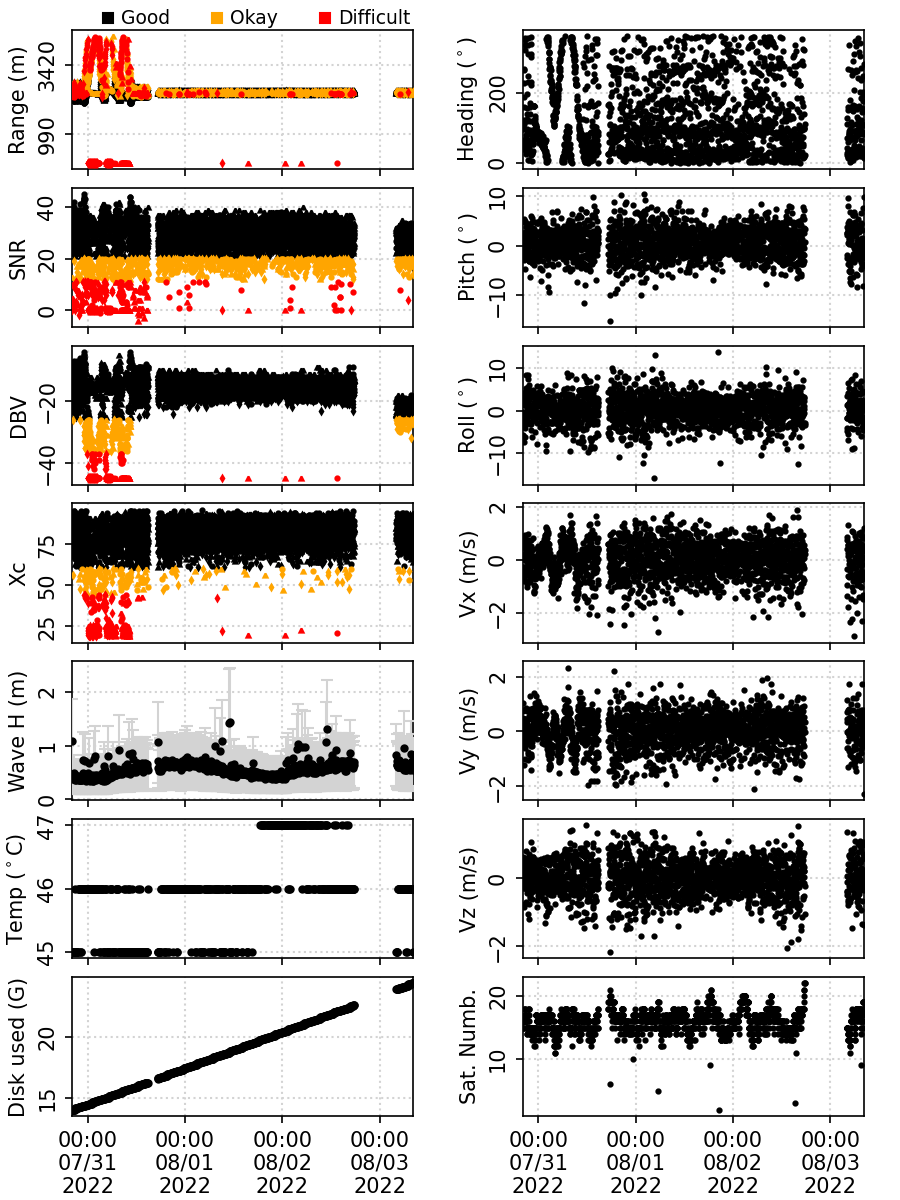 Good Okay Difficult
Range (m)
3420
990
Heading (°)
200
0
SNR
40
20
0
Pitch (°)
10
0
−10
DBV
−20
−40
Roll (°)
10
0
−10
Xc
75
50
25
Vx (m/s)
2
0
−2
Wave H (m)
2
1
0
Vy (m/s)
2
0
−2
Temp (°C)
47
46
45
Vz (m/s)
0
−2
Disk used (G)
20
15
Sat. Numb.
20
10
00:00 00:00 00:00 00:00
07/31 08/01 08/02 08/03
2022 2022 2022 2022
00:00 00:00 00:00 00:00
07/31 08/01 08/02 08/03
2022 2022 2022 2022